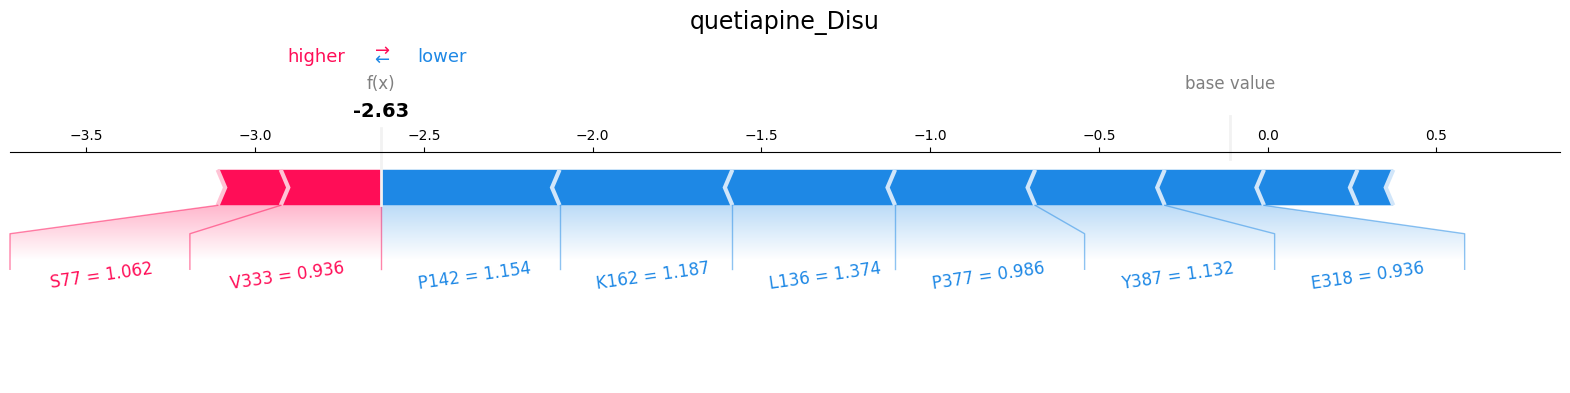 quetiapine_Disu
higher ⇄ lower
f(x) base value
-2.63
−3.5 −3.0 −2.5 −2.0 −1.5 −1.0 −0.5 0.0 0.5
S77 = 1.062 V333 = 0.936 P142 = 1.154 K162 = 1.187 L136 = 1.374 P377 = 0.986 Y387 = 1.132 E318 = 0.936